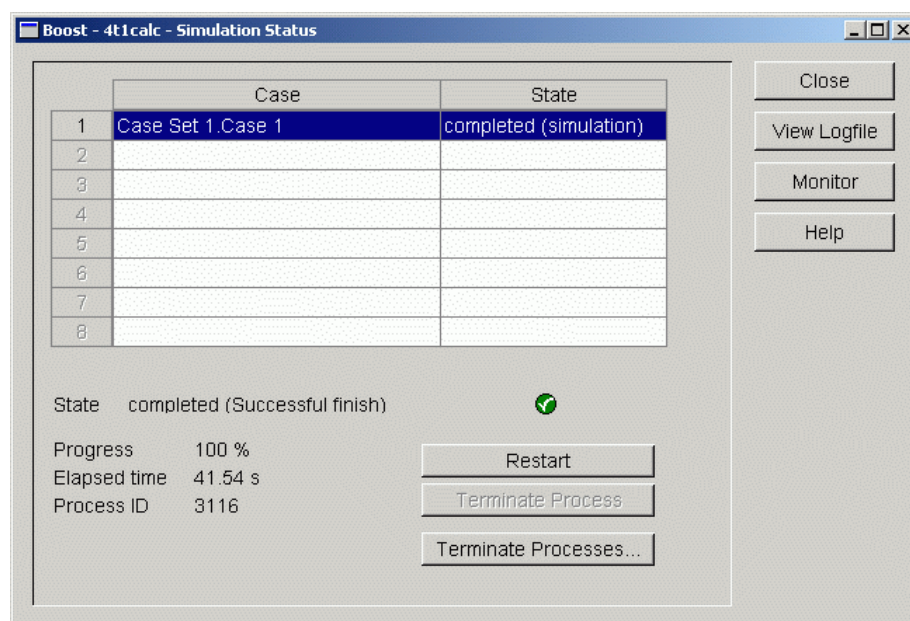 Boost - 4t1calc - Simulation Status
Case State
1 Case Set 1.Case 1 completed (simulation)
2
3
4
5
6
7
8
Close
View Logfile
Monitor
Help
State completed (Successful finish)
Progress 100 %
Elapsed time 41.54 s
Process ID 3116
Restart
Terminate Process
Terminate Processes...